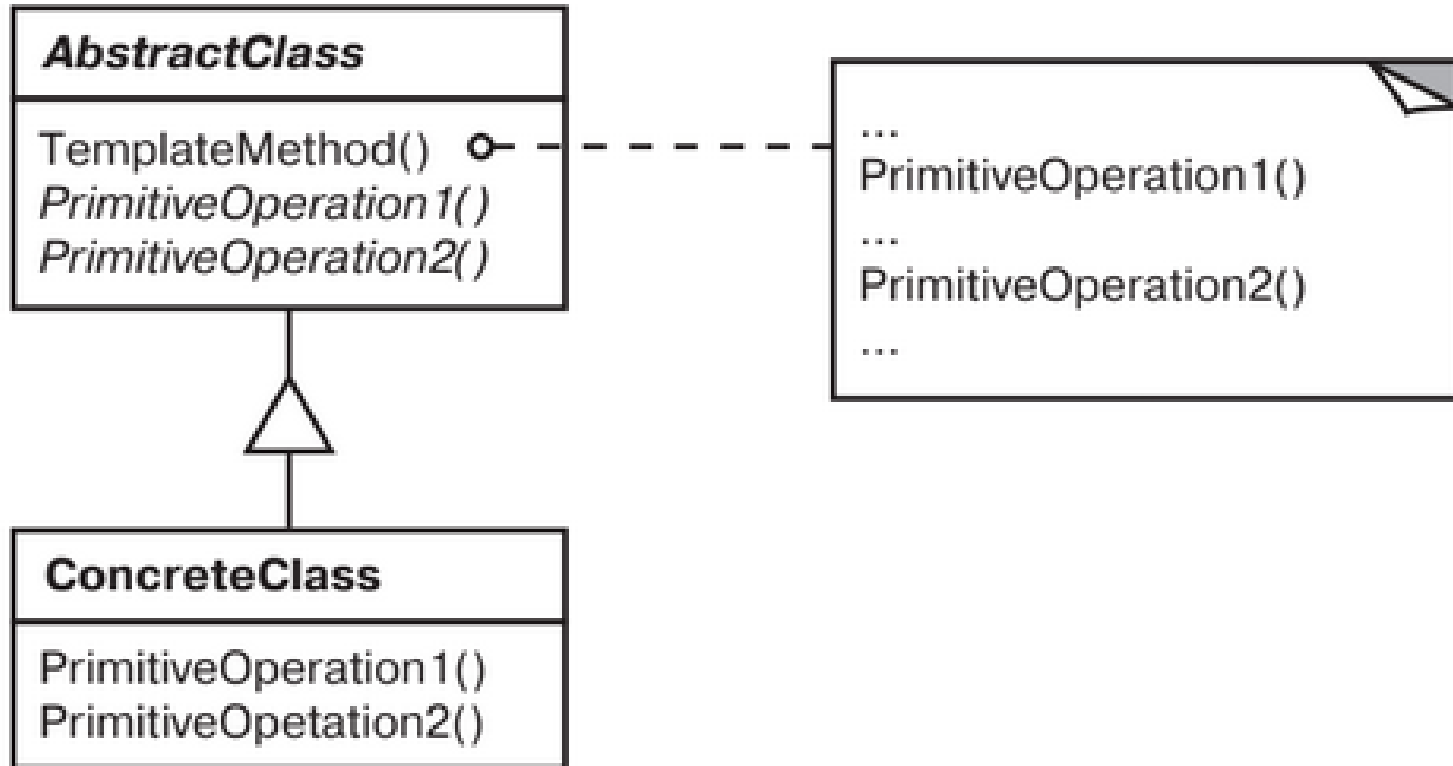 AbstractClass
TemplateMethod()
PrimitiveOperation1()
PrimitiveOperation2()
...
PrimitiveOperation1()
...
PrimitiveOperation2()
...
ConcreteClass
PrimitiveOperation1()
PrimitiveOpetation2()